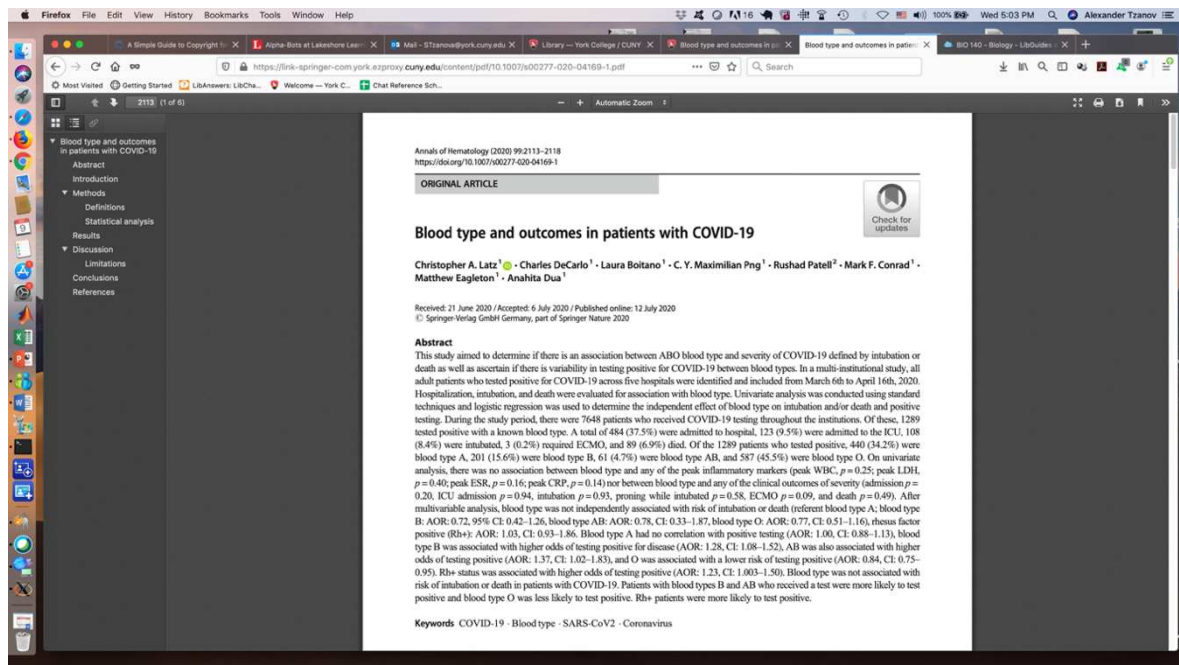 Firefox File Edit View History Bookmarks Tools Window Help
16 100% Wed 5:03 PM Alexander Tzanov
A Simple Guide to Copyright fo
Alpha-Bots at Lakeshore Learn
Mail - STzanova@york.cuny.edu
Library — York College / CUNY
Blood type and outcomes in pa
Blood type and outcomes in patien
BIO 140 - Biology - LibGuides
https://link-springer-com.york.ezproxy.cuny.edu/content/pdf/10.1007/s00277-020-04169-1.pdf
Search
Most Visited Getting Started LibAnswers: LibCha... Welcome — York C... Chat Reference Sch...
2113 (1 of 6)
Automatic Zoom
Blood type and outcomes
in patients with COVID-19
Abstract
Introduction
Methods
Definitions
Statistical analysis
Results
Discussion
Limitations
Conclusions
References
Annals of Hematology (2020) 99:2113–2118
https://doi.org/10.1007/s00277-020-04169-1
ORIGINAL ARTICLE
Check for
updates
Blood type and outcomes in patients with COVID-19
Christopher A. Latz1 · Charles DeCarlo1 · Laura Boitano1 · C. Y. Maximilian Png1 · Rushad Patell2 · Mark F. Conrad1 ·
Matthew Eagleton1 · Anahita Dua1
Received: 21 June 2020 / Accepted: 6 July 2020 / Published online: 12 July 2020
© Springer-Verlag GmbH Germany, part of Springer Nature 2020
Abstract
This study aimed to determine if there is an association between ABO blood type and severity of COVID-19 defined by intubation or
death as well as ascertain if there is variability in testing positive for COVID-19 between blood types. In a multi-institutional study, all
adult patients who tested positive for COVID-19 across five hospitals were identified and included from March 6th to April 16th, 2020.
Hospitalization, intubation, and death were evaluated for association with blood type. Univariate analysis was conducted using standard
techniques and logistic regression was used to determine the independent effect of blood type on intubation and/or death and positive
testing. During the study period, there were 7648 patients who received COVID-19 testing throughout the institutions. Of these, 1289
tested positive with a known blood type. A total of 484 (37.5%) were admitted to hospital, 123 (9.5%) were admitted to the ICU, 108
(8.4%) were intubated, 3 (0.2%) required ECMO, and 89 (6.9%) died. Of the 1289 patients who tested positive, 440 (34.2%) were
blood type A, 201 (15.6%) were blood type B, 61 (4.7%) were blood type AB, and 587 (45.5%) were blood type O. On univariate
analysis, there was no association between blood type and any of the peak inflammatory markers (peak WBC, p = 0.25; peak LDH,
p = 0.40; peak ESR, p = 0.16; peak CRP, p = 0.14) nor between blood type and any of the clinical outcomes of severity (admission p =
0.20, ICU admission p = 0.94, intubation p = 0.93, proning while intubated p = 0.58, ECMO p = 0.09, and death p = 0.49). After
multivariable analysis, blood type was not independently associated with risk of intubation or death (referent blood type A; blood type
B: AOR: 0.72, 95% CI: 0.42–1.26, blood type AB: AOR: 0.78, CI: 0.33–1.87, blood type O: AOR: 0.77, CI: 0.51–1.16), rhesus factor
positive (Rh+): AOR: 1.03, CI: 0.93–1.86. Blood type A had no correlation with positive testing (AOR: 1.00, CI: 0.88–1.13), blood
type B was associated with higher odds of testing positive for disease (AOR: 1.28, CI: 1.08–1.52), AB was also associated with higher
odds of testing positive (AOR: 1.37, CI: 1.02–1.83), and O was associated with a lower risk of testing positive (AOR: 0.84, CI: 0.75–
0.95). Rh+ status was associated with higher odds of testing positive (AOR: 1.23, CI: 1.003–1.50). Blood type was not associated with
risk of intubation or death in patients with COVID-19. Patients with blood types B and AB who received a test were more likely to test
positive and blood type O was less likely to test positive. Rh+ patients were more likely to test positive.
Keywords COVID-19 · Blood type · SARS-CoV2 · Coronavirus